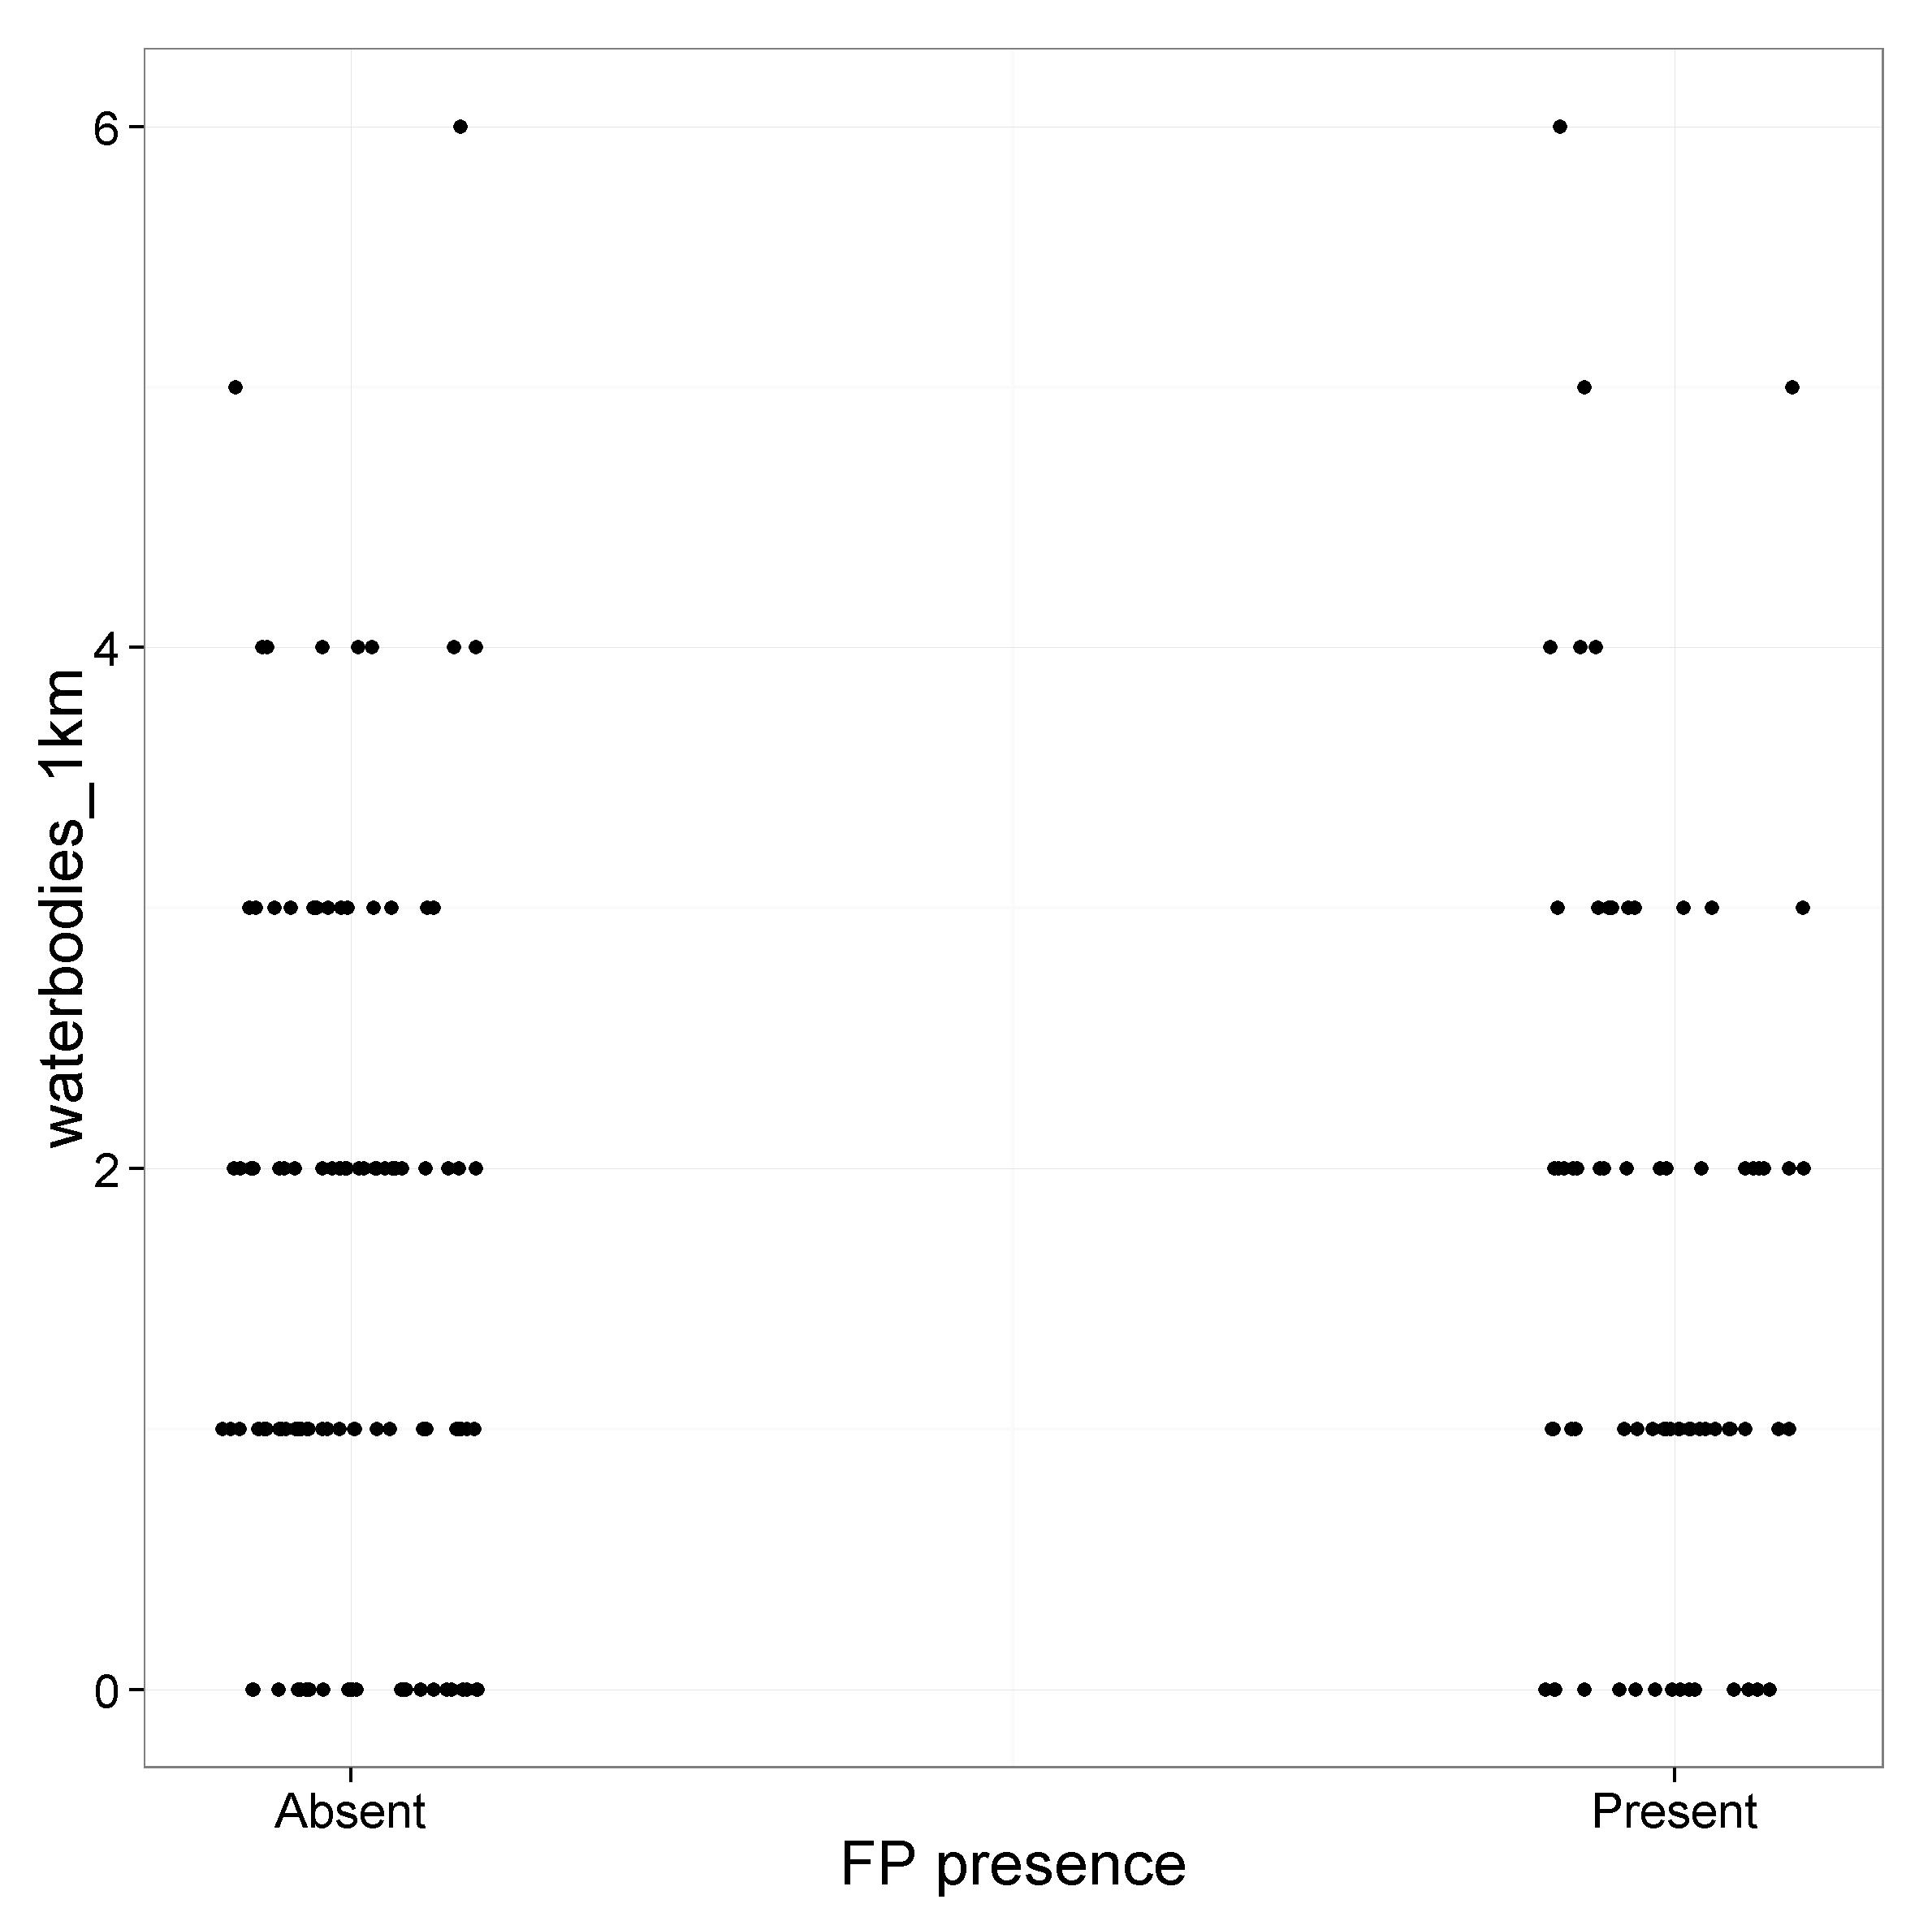 waterbodies_1km
6
4
2
0
Absent
Present
FP presence